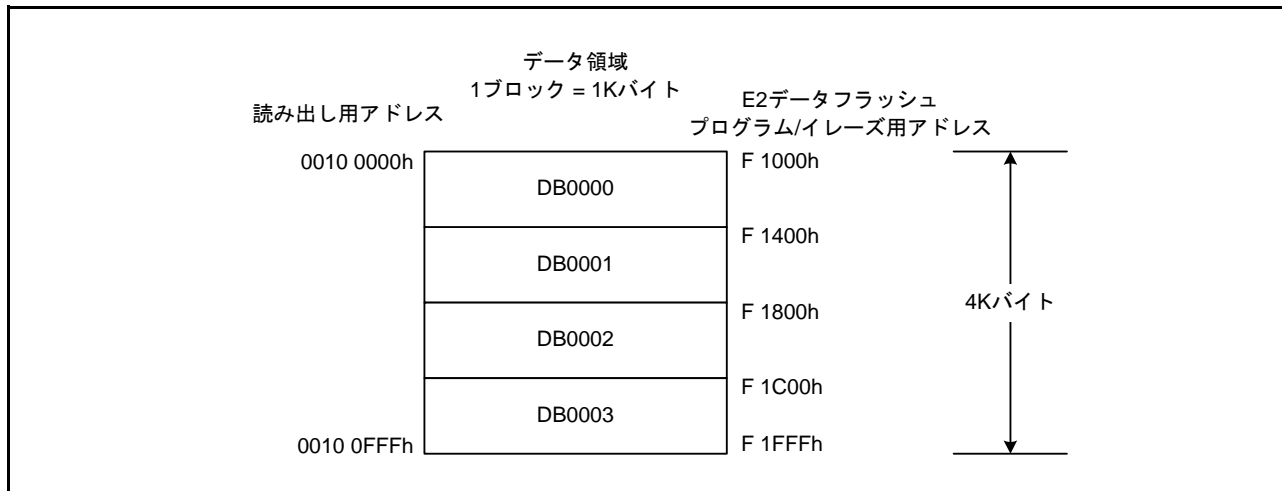 データ領域
1ブロック = 1Kバイト
読み出し用アドレス
E2データフラッシュ
プログラム/イレーズ用アドレス
0010 0000h
F 1000h
DB0000
F 1400h
DB0001
F 1800h
4Kバイト
DB0002
F 1C00h
DB0003
0010 0FFFh
F 1FFFh